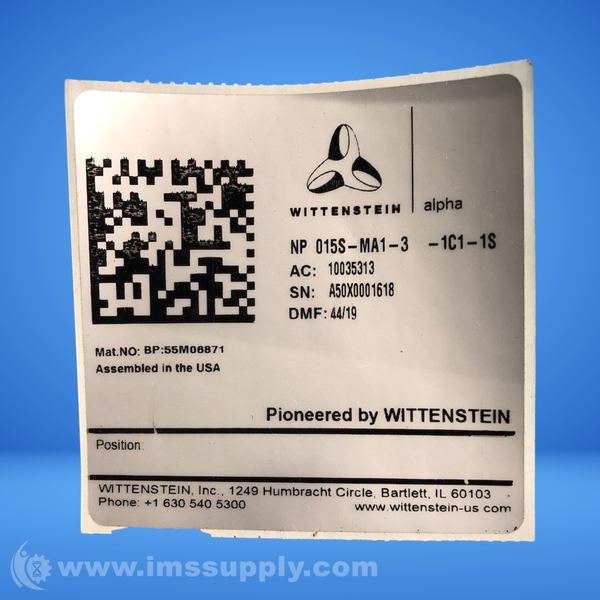 WITTENSTEIN alpha
NP 015S-MA1-3 -1C1-1S
AC: 10035313
SN: A50X0001618
DMF: 44/19
Mat.NO: BP:55M06871
Assembled in the USA
Pioneered by WITTENSTEIN
Position:
WITTENSTEIN, Inc., 1249 Humbracht Circle, Bartlett, IL 60103
Phone: +1 630 540 5300 www.wittenstein-us.com
www.imssupply.com